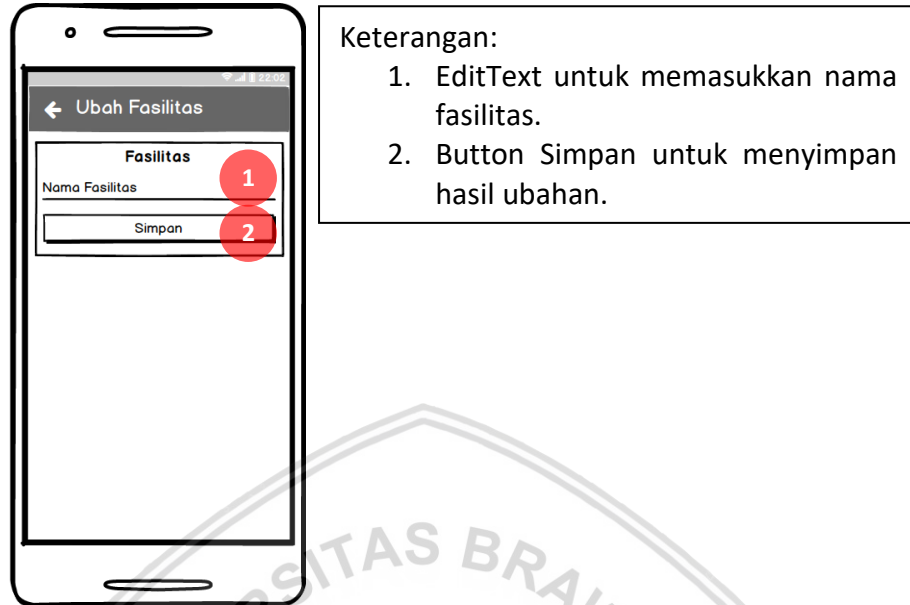 22:02
Ubah Fasilitas
Fasilitas
Nama Fasilitas
1
Simpan
2
Keterangan:
1. EditText untuk memasukkan nama
fasilitas.
2. Button Simpan untuk menyimpan
hasil ubahan.
SITAS BRA